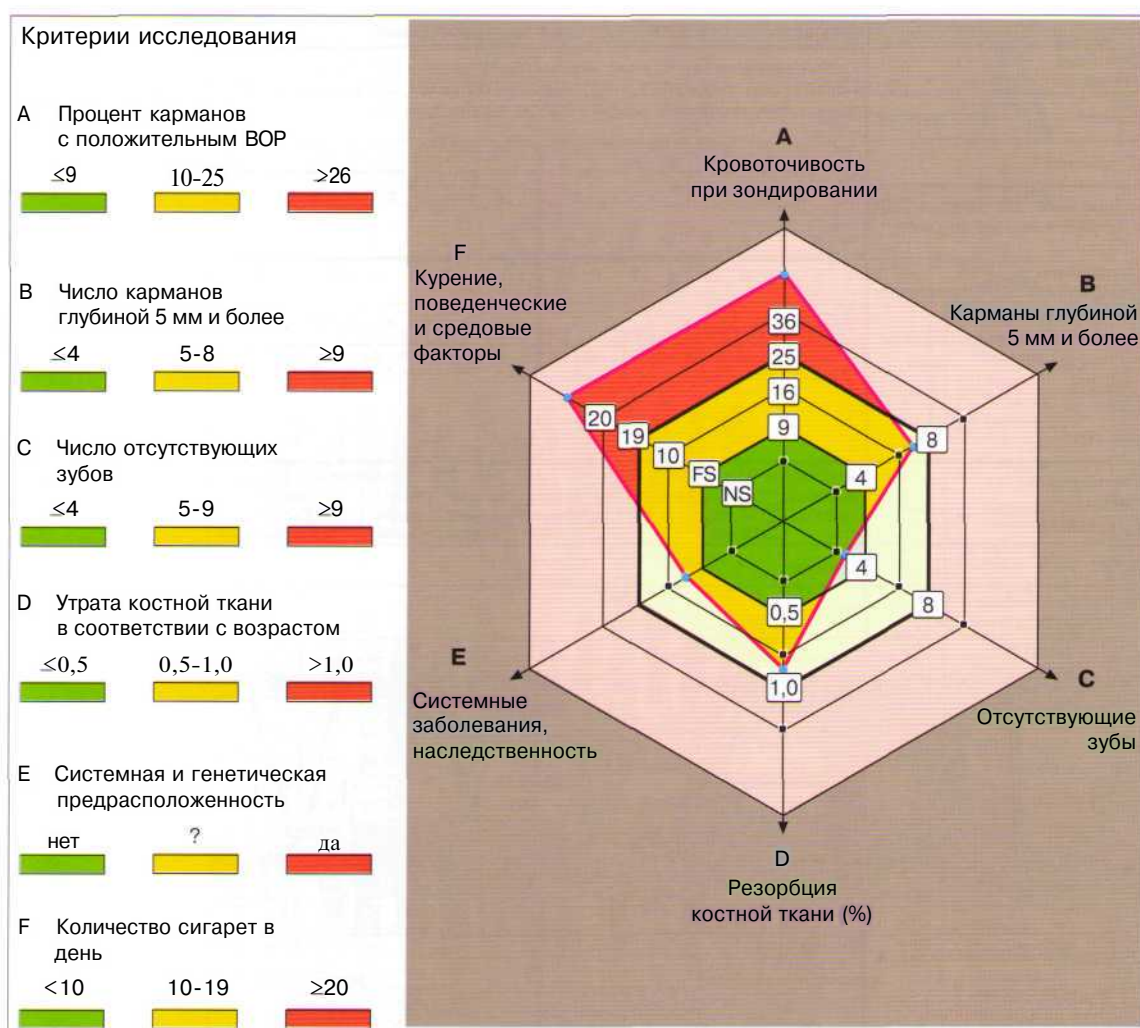 Критерии исследования
A Процент карманов
с положительным ВОР
≤9 10-25 >26
B Число карманов
глубиной 5 мм и более
≤4 5-8 ≥9
C Число отсутствующих
зубов
≤4 5-9 ≥9
D Утрата костной ткани
в соответствии с возрастом
≤0,5 0,5-1,0 >1,0
E Системная и генетическая
предрасположенность
нет ? да
F Количество сигарет в
день
<10 10-19 ≥20
A
Кровоточивость
при зондировании
B
Карманы глубиной
5 мм и более
C
Отсутствующие
зубы
D
Резорбция
костной ткани (%)
E
Системные
заболевания,
наследственность
F
Курение,
поведенческие
и средовые
факторы
36
25
16
9
8
4
4
8
0,5
1,0
20
19
10
FS
NS